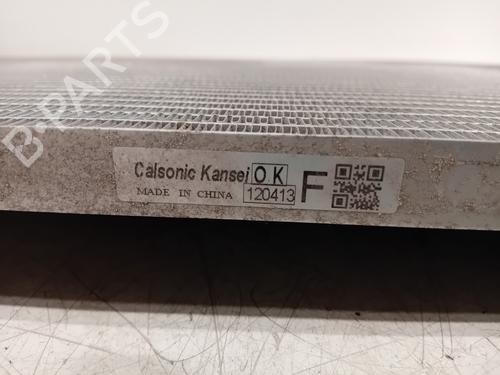 B-PARTS
Calsonic Kansei OK
MADE IN CHINA 120413 F